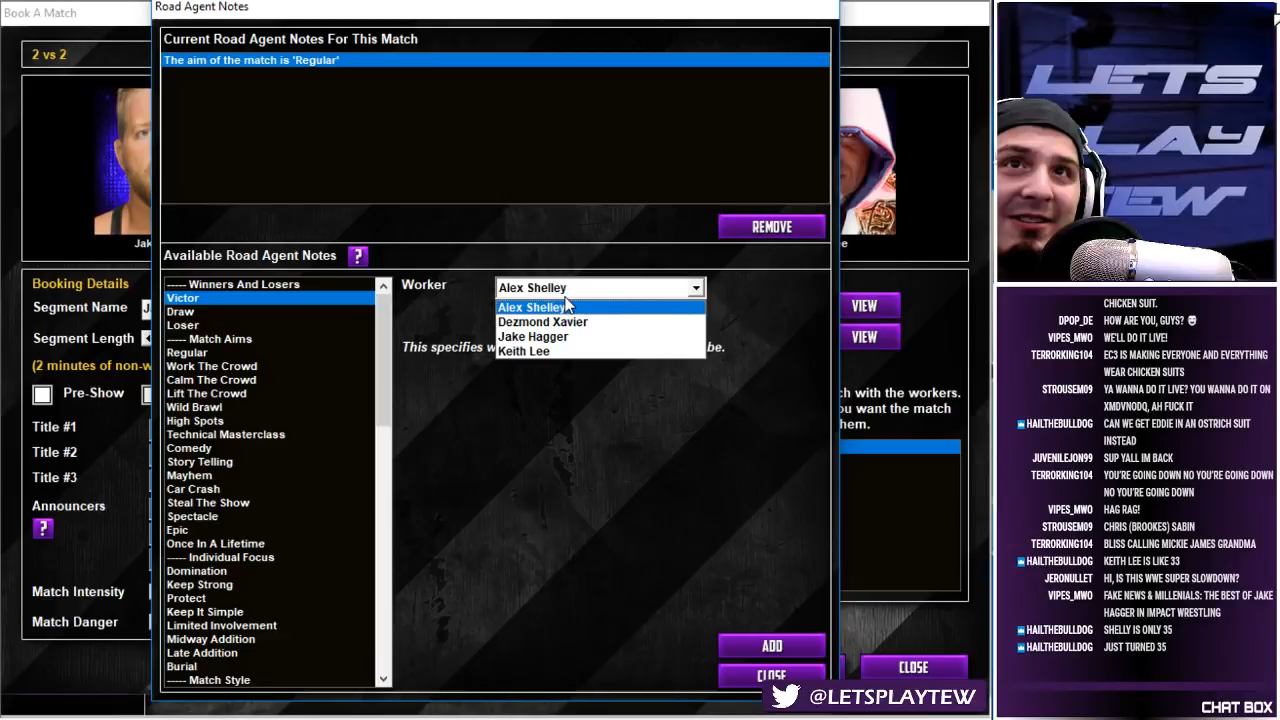 Book A Match
Road Agent Notes
2 vs 2
Current Road Agent Notes For This Match
The aim of the match is 'Regular'
REMOVE
Available Road Agent Notes ?
----- Winners And Losers
Victor
Draw
Loser
----- Match Aims
Regular
Work The Crowd
Calm The Crowd
Lift The Crowd
Wild Brawl
High Spots
Technical Masterclass
Comedy
Story Telling
Mayhem
Car Crash
Steal The Show
Spectacle
Epic
Once In A Lifetime
----- Individual Focus
Domination
Keep Strong
Protect
Keep It Simple
Limited Involvement
Midway Addition
Late Addition
Burial
----- Match Style
Worker
Alex Shelley
Alex Shelley
Dezmond Xavier
Jake Hagger
Keith Lee
This specifies w
be.
ADD
CLOSE
Jak
e
Booking Details
Segment Name J
Segment Length
(2 minutes of non-w
Pre-Show
Title #1
Title #2
Title #3
Announcers
?
Match Intensity
Match Danger
VIEW
VIEW
ch with the workers.
ou want the match
hem.
CLOSE
LETS
PLAY
TEW
@LETSPLAYTEW
CHICKEN SUIT.
DPOP_DE HOW ARE YOU, GUYS?
VIPES_MWO WE'LL DO IT LIVE!
TERRORKING104 EC3 IS MAKING EVERYONE AND EVERYTHING
WEAR CHICKEN SUITS
STROUSEM09 YA WANNA DO IT LIVE? YOU WANNA DO IT ON
XMDVNODQ, AH FUCK IT
HAILTHEBULLDOG CAN WE GET EDDIE IN AN OSTRICH SUIT
INSTEAD
JUVENILEJON99 SUP YALL IM BACK
TERRORKING104 YOU'RE GOING DOWN NO YOU'RE GOING
DOWN NO YOU'RE GOING DOWN
VIPES_MWO HAG RAG!
STROUSEM09 CHRIS (BROOKES) SABIN
TERRORKING104 BLISS CALLING MICKIE JAMES GRANDMA
HAILTHEBULLDOG KEITH LEE IS LIKE 33
JERONULLET HI, IS THIS WWE SUPER SLOWDOWN?
VIPES_MWO FAKE NEWS & MILLENIALS: THE BEST OF JAKE
HAGGER IN IMPACT WRESTLING
HAILTHEBULLDOG SHELLY IS ONLY 35
HAILTHEBULLDOG JUST TURNED 35
CHAT BOX